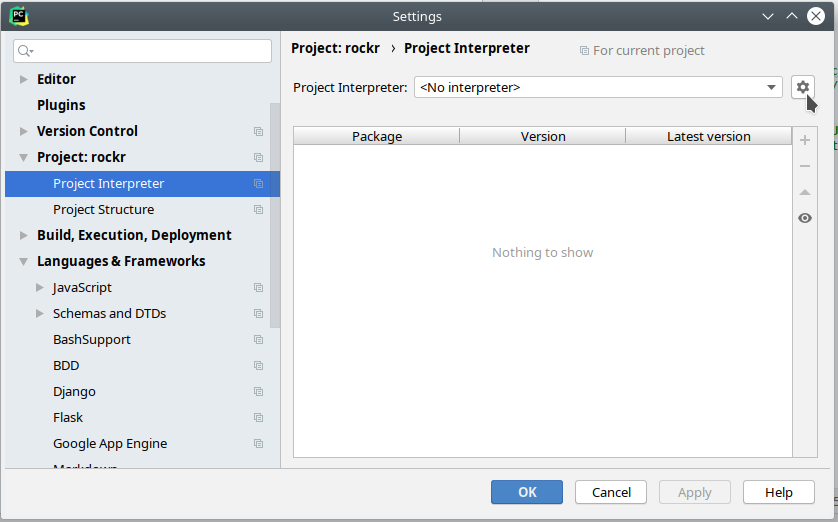 Settings
Project: rockr › Project Interpreter
For current project
Editor
Plugins
Version Control
Project: rockr
Project Interpreter
Project Structure
Build, Execution, Deployment
Languages & Frameworks
JavaScript
Schemas and DTDs
BashSupport
BDD
Django
Flask
Google App Engine
Markdown
Project Interpreter: <No interpreter>
Package Version Latest version
Nothing to show
OK Cancel Apply Help